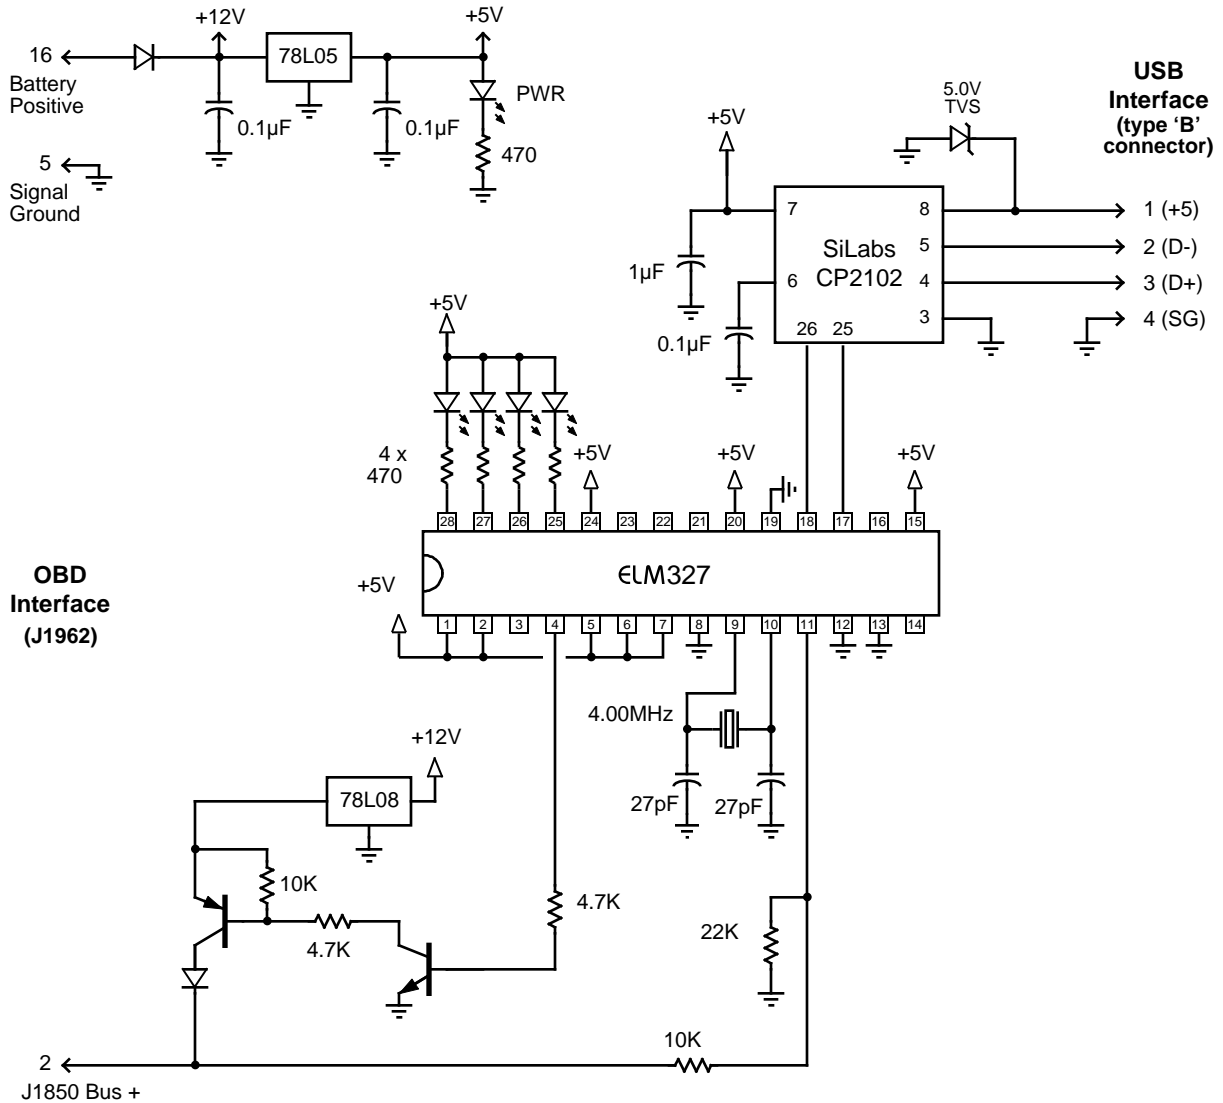 +12V
+5V
16
78L05
Battery
Positive
PWR
0.1µF
0.1µF
470
5
Signal
Ground
USB
Interface
(type ‘B’
connector)
5.0V
TVS
+5V
7
8
1 (+5)
SiLabs
CP2102
5
2 (D-)
1µF
6
4
3 (D+)
3
4 (SG)
26
25
0.1µF
+5V
4 x
470
+5V
+5V
+5V
28
27
26
25
24
23
22
21
20
19
18
17
16
15
ELM327
OBD
Interface
(J1962)
+5V
1
2
3
4
5
6
7
8
9
10
11
12
13
14
4.00MHz
27pF
27pF
+12V
78L08
10K
4.7K
4.7K
22K
10K
2
J1850 Bus +